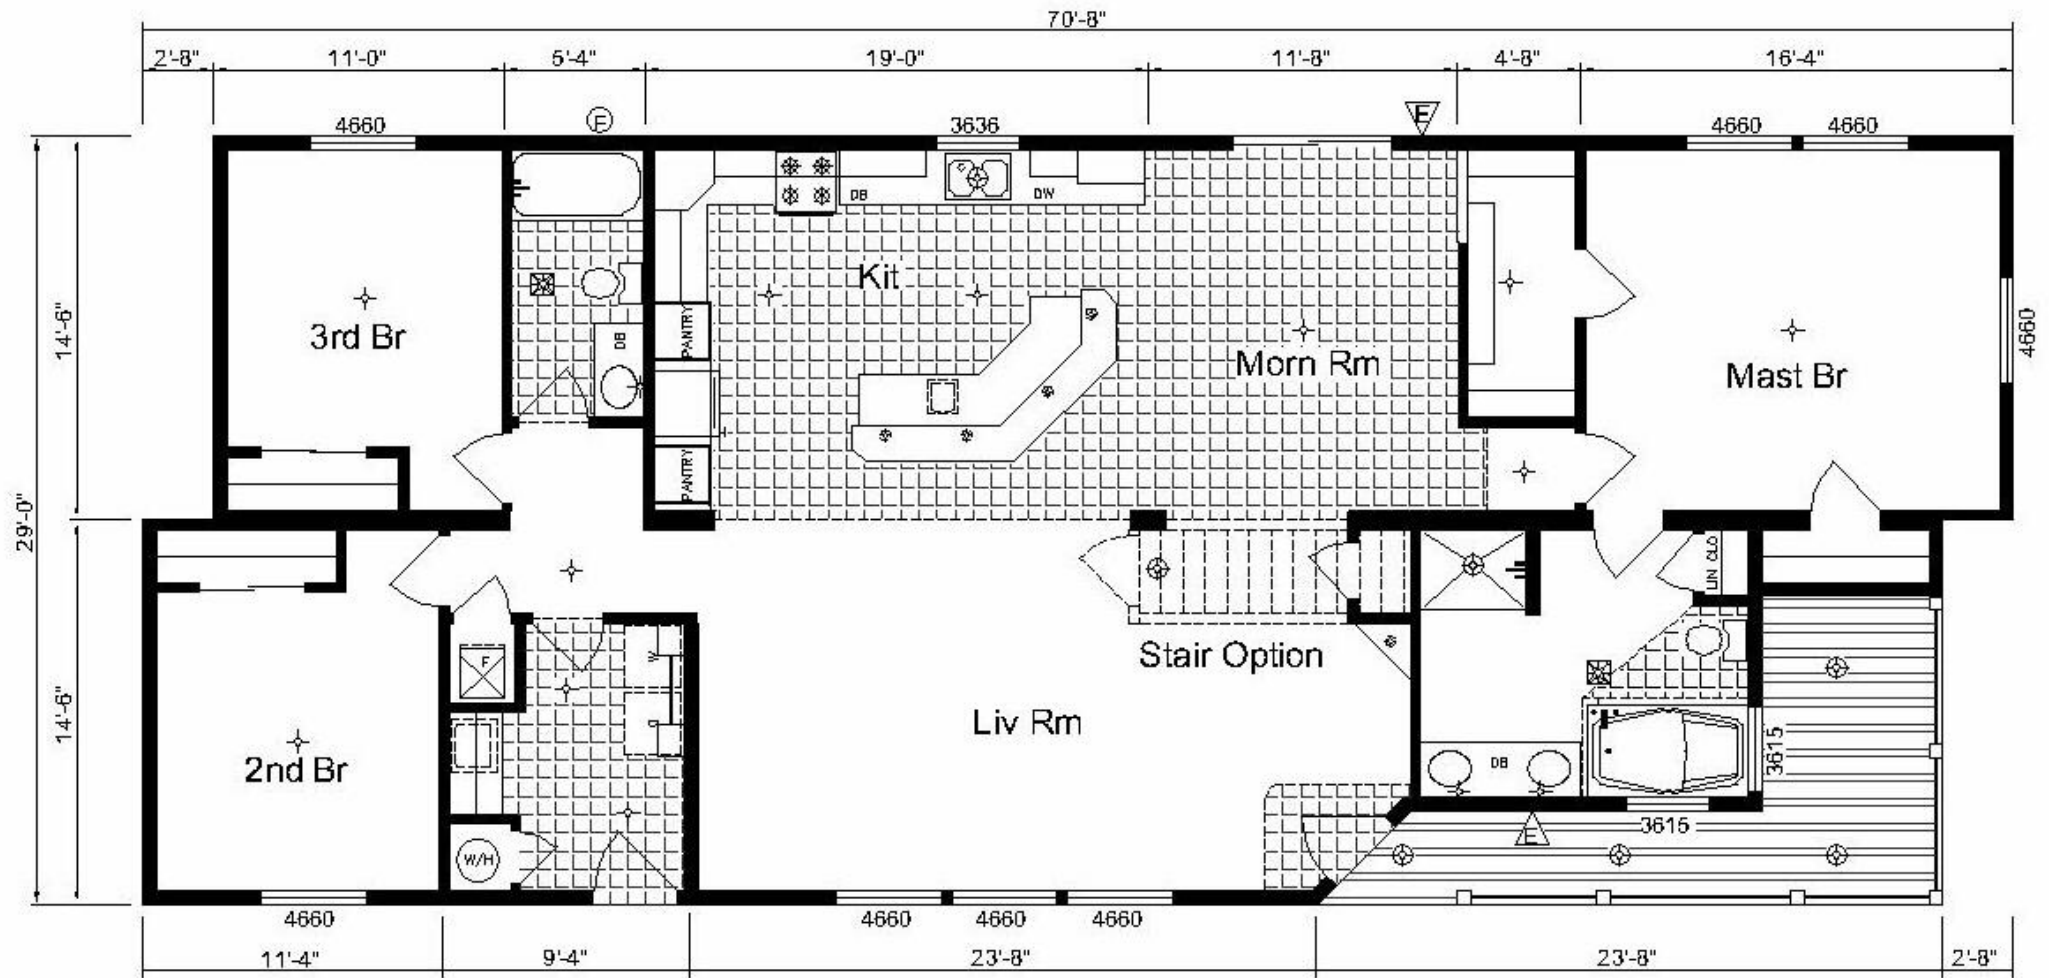 70'-8"
2'-8" 11'-0" 5'-4" 19'-0" 11'-8" 4'-8" 16'-4"
4660 F 3636 E 4660 4660
DB DW
Kit
3rd Br
DB
PANTRY
Morn Rm
Mast Br
4660
14'-6"
PANTRY
29'-0"
LIN CLO
F
W
Stair Option
D
14'-6"
Liv Rm
2nd Br
DB
3615
W/H
E
3615
4660 4660 4660 4660
11'-4" 9'-4" 23'-8" 23'-8" 2'-8"